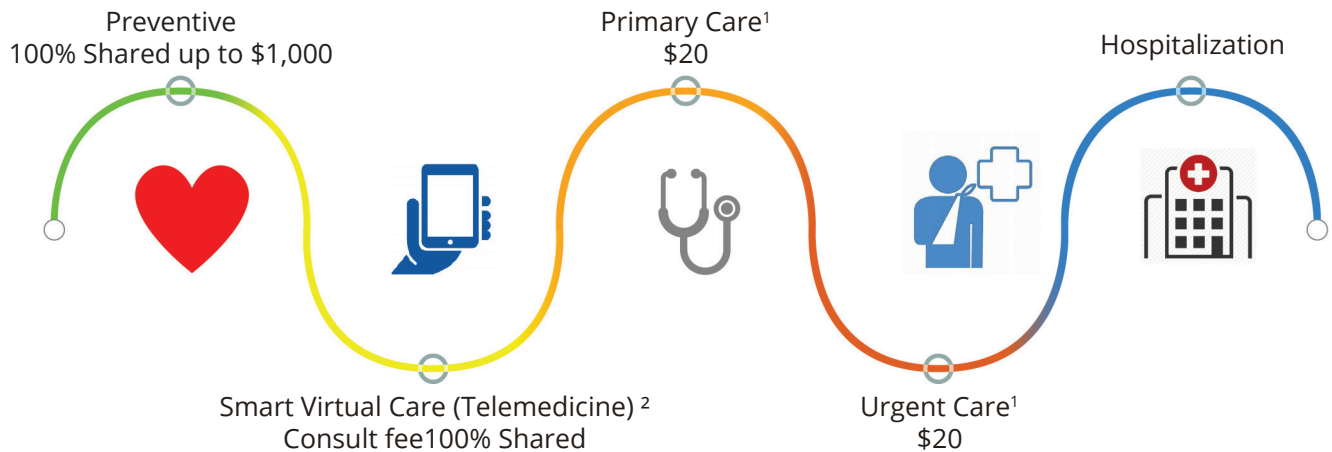 Preventive
100% Shared up to $1,000
Smart Virtual Care (Telemedicine) ²
Consult fee100% Shared
Primary Care¹
$20
Urgent Care¹
$20
Hospitalization